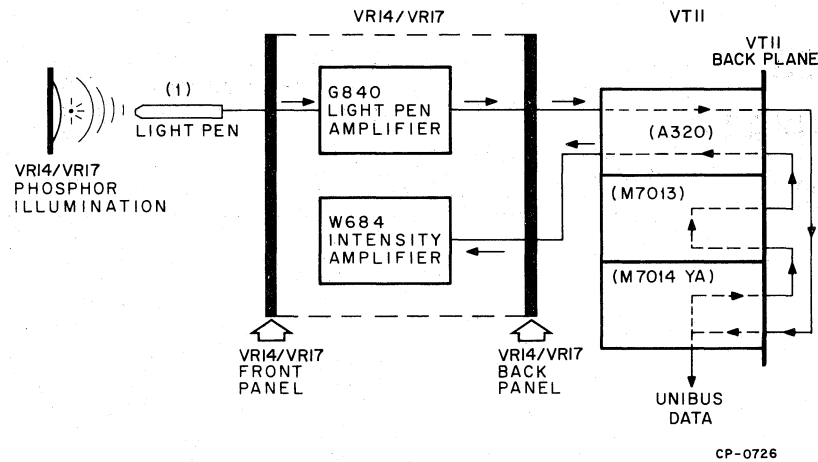 VR14/VR17
VT11
VT11
BACK PLANE
(1)
LIGHT PEN
G840
LIGHT PEN
AMPLIFIER
(A320)
VR14/VR17
PHOSPHOR
ILLUMINATION
(M7013)
W684
INTENSITY
AMPLIFIER
(M7014 YA)
VR14/VR17
FRONT
PANEL
VR14/VR17
BACK
PANEL
UNIBUS
DATA
CP-0726